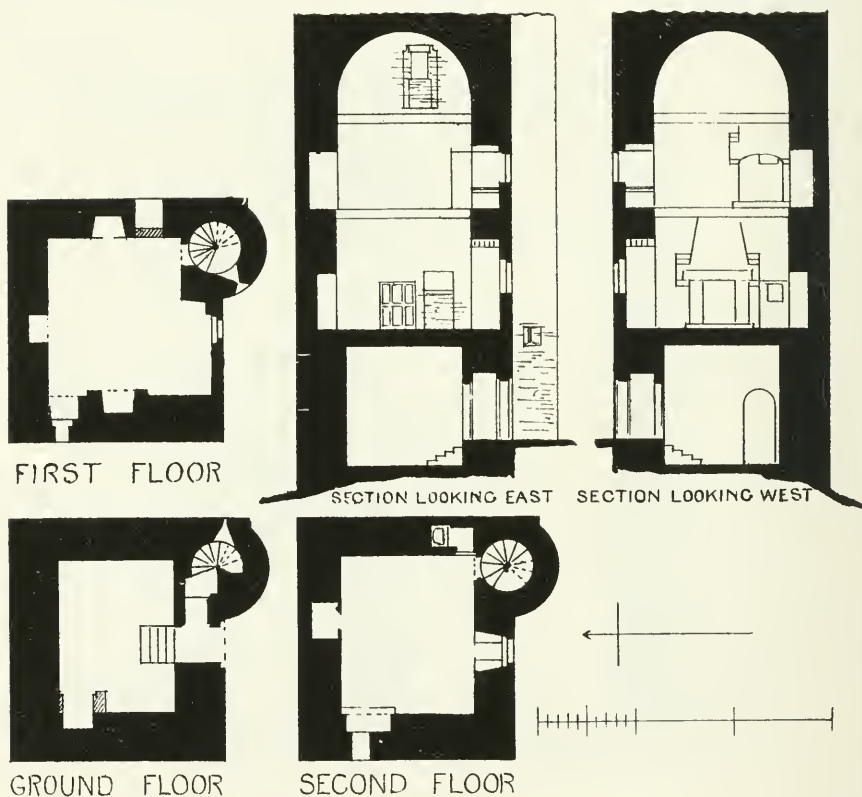 FIRST FLOOR
SECTION LOOKING EAST
SECTION LOOKING WEST
GROUND FLOOR
SECOND FLOOR